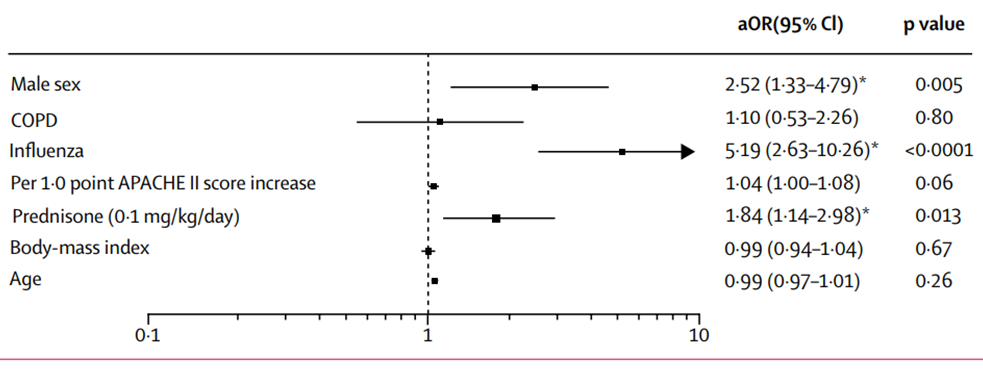 aOR(95% CI) p value
Male sex 2·52 (1·33–4·79)* 0·005
COPD 1·10 (0·53–2·26) 0·80
Influenza 5·19 (2·63–10·26)* <0·0001
Per 1·0 point APACHE II score increase 1·04 (1·00–1·08) 0·06
Prednisone (0·1 mg/kg/day) 1·84 (1·14–2·98)* 0·013
Body-mass index 0·99 (0·94–1·04) 0·67
Age 0·99 (0·97–1·01) 0·26
0·1 1 10